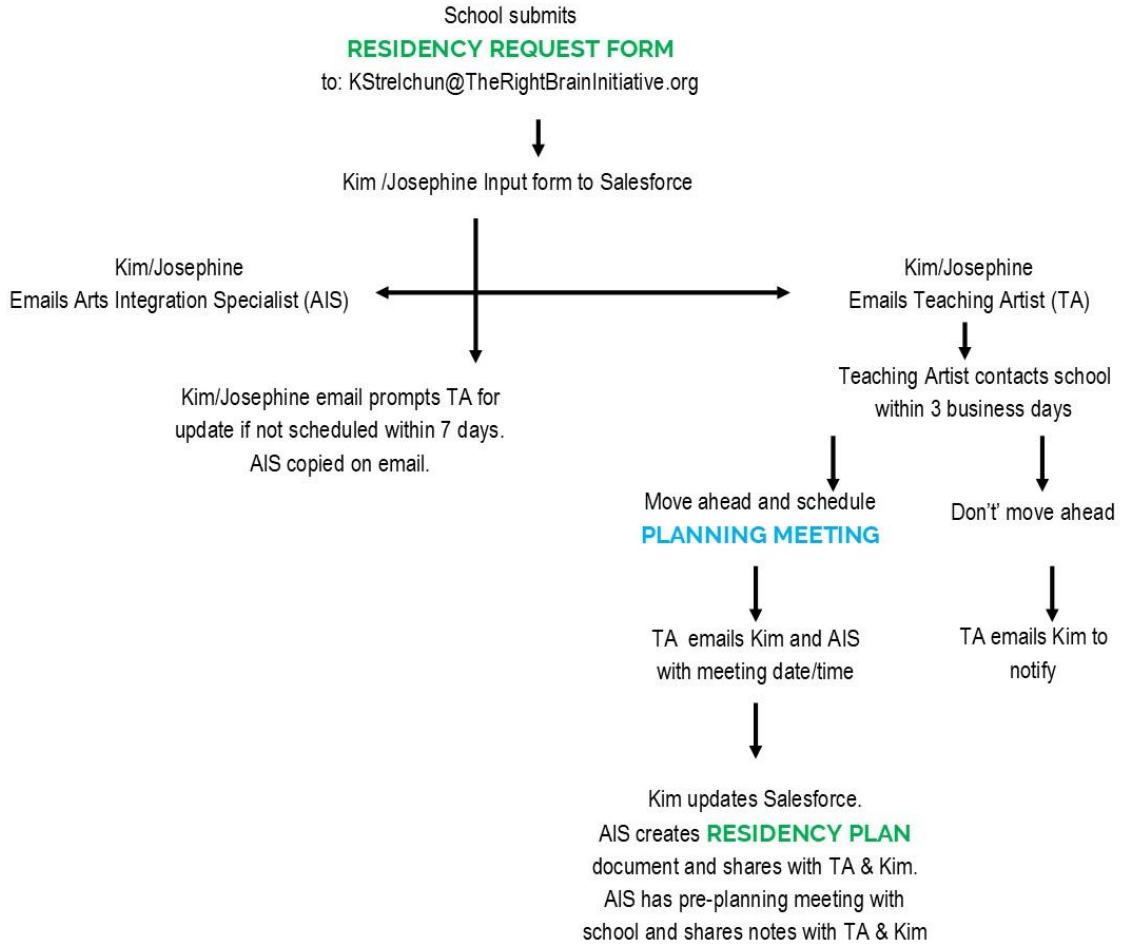 School submits
RESIDENCY REQUEST FORM
to: KStrelchun@TheRightBrainInitiative.org
Kim /Josephine Input form to Salesforce
Kim/Josephine
Emails Arts Integration Specialist (AIS)
Kim/Josephine
Emails Teaching Artist (TA)
Kim/Josephine email prompts TA for
update if not scheduled within 7 days.
AIS copied on email.
Teaching Artist contacts school
within 3 business days
Move ahead and schedule
PLANNING MEETING
Don't' move ahead
TA  emails Kim and AIS
with meeting date/time
TA emails Kim to
notify
Kim updates Salesforce.
AIS creates RESIDENCY PLAN
document and shares with TA & Kim.
AIS has pre-planning meeting with
school and shares notes with TA & Kim